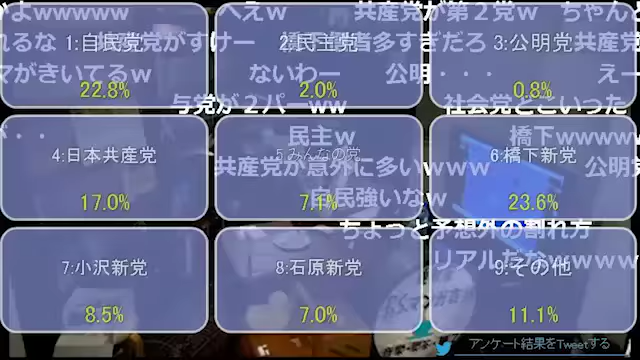 かよwwwww
へえw
共産党が第２党w
ちゃん
れるな
1:自民党
党がすけー
2:民主党
者多すぎだろ
3:公明党
共産党
マがきいてるw
ないわー
公明・・・
えー
22.8%
2.0%
0.8%
与党が２パーww
社会党とといった
・・
民主w
橋下wwwww
4:日本共産党
5:みんなの党
6:橋下新党
共産党が意外に多いwwww
公明党
17.0%
7.1%
自民強いなw
23.6%
ちょっと予想外の割れ方
7:小沢新党
8:石原新党
リアルだなwwwww
9:その他
8.5%
7.0%
11.1%
アンケート結果をTweetする